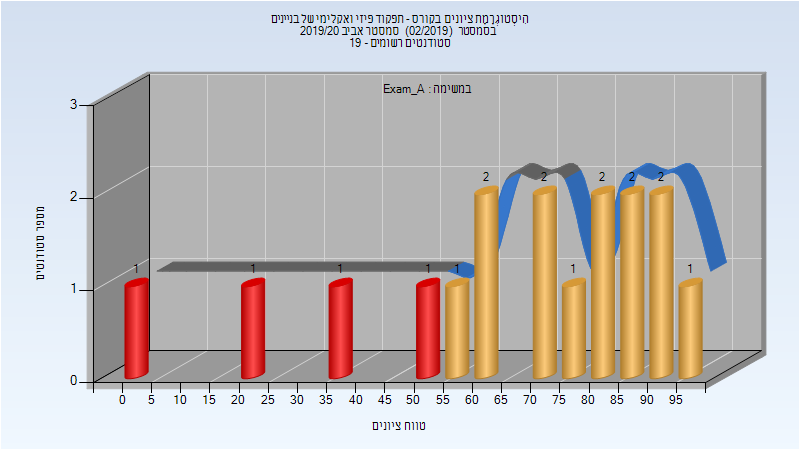 היסטוגרמת ציונים בקורס - תפקוד פיזי ואקלימי של בניינים
בסמסטר (02/2019) סמסטר אביב 2019/20
סטודנטים רשומים - 19
במשימה : Exam_A
מספר סטודנטים
3
2
1
0
1 1 1 1 1 2 2 1 2 2 2 1
0 5 10 15 20 25 30 35 40 45 50 55 60 65 70 75 80 85 90 95
טווח ציונים